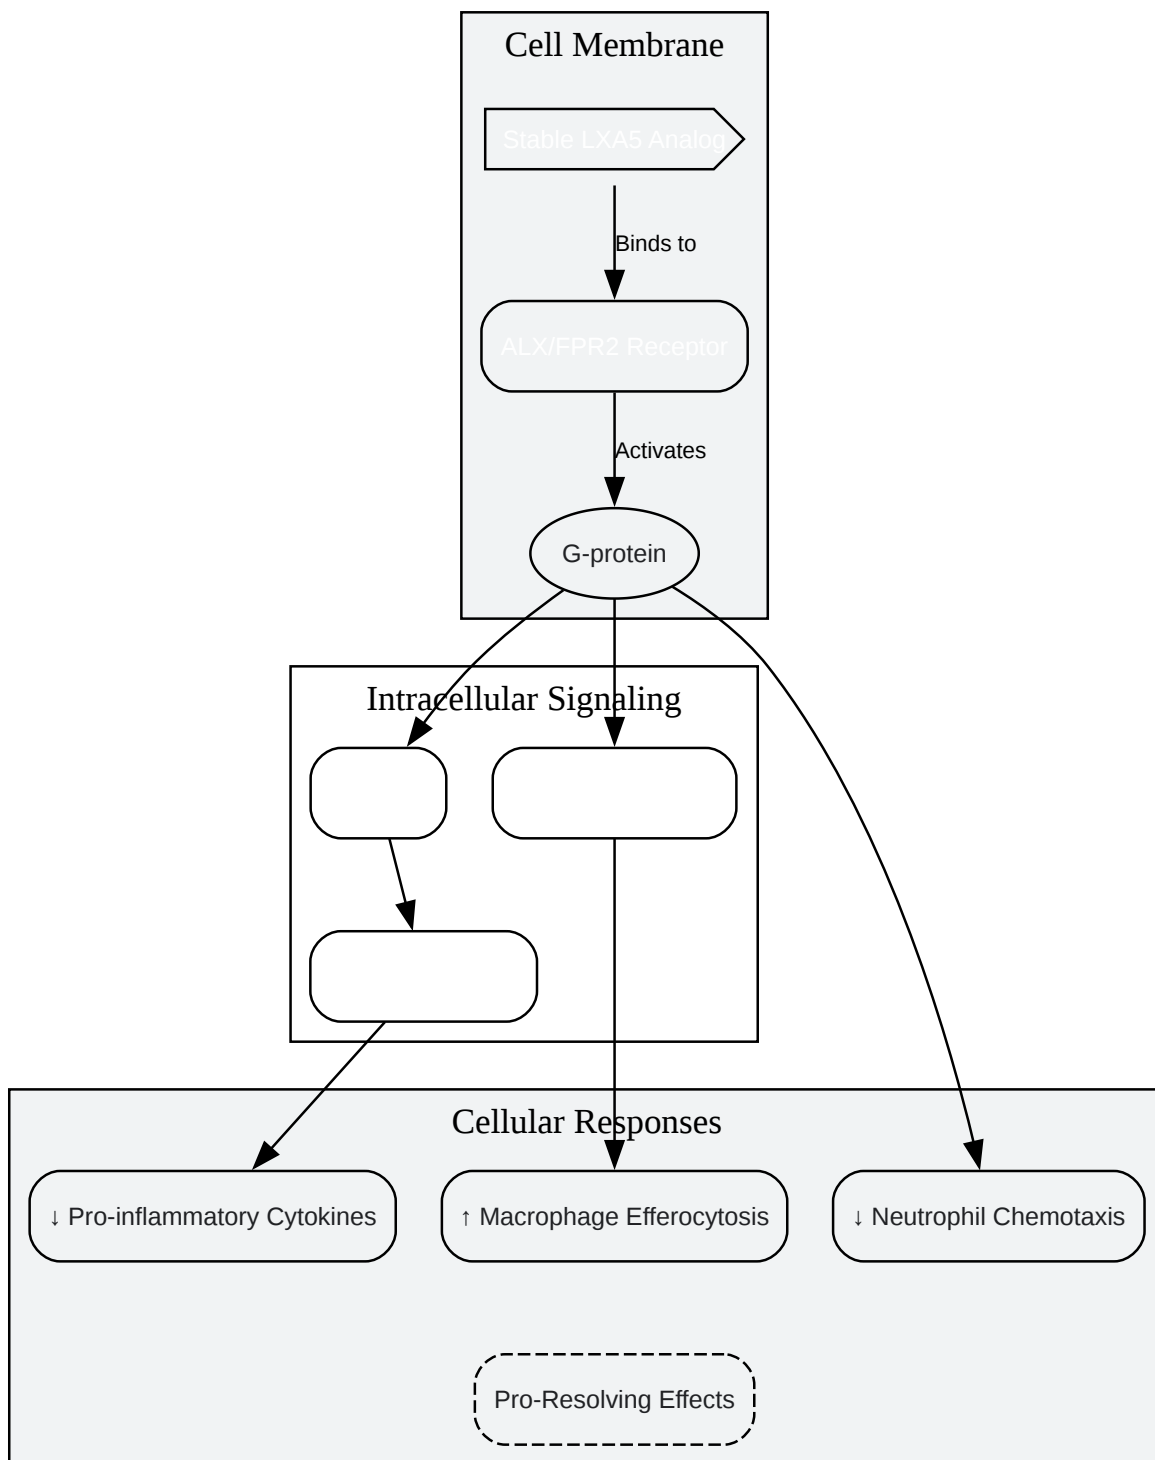 Cell Membrane
Stable LXA5 Analog
Binds to
ALX/FPR2 Receptor
Activates
G-protein
Intracellular Signaling
Cellular Responses
↓ Pro-inflammatory Cytokines
↑ Macrophage Efferocytosis
↓ Neutrophil Chemotaxis
Pro-Resolving Effects